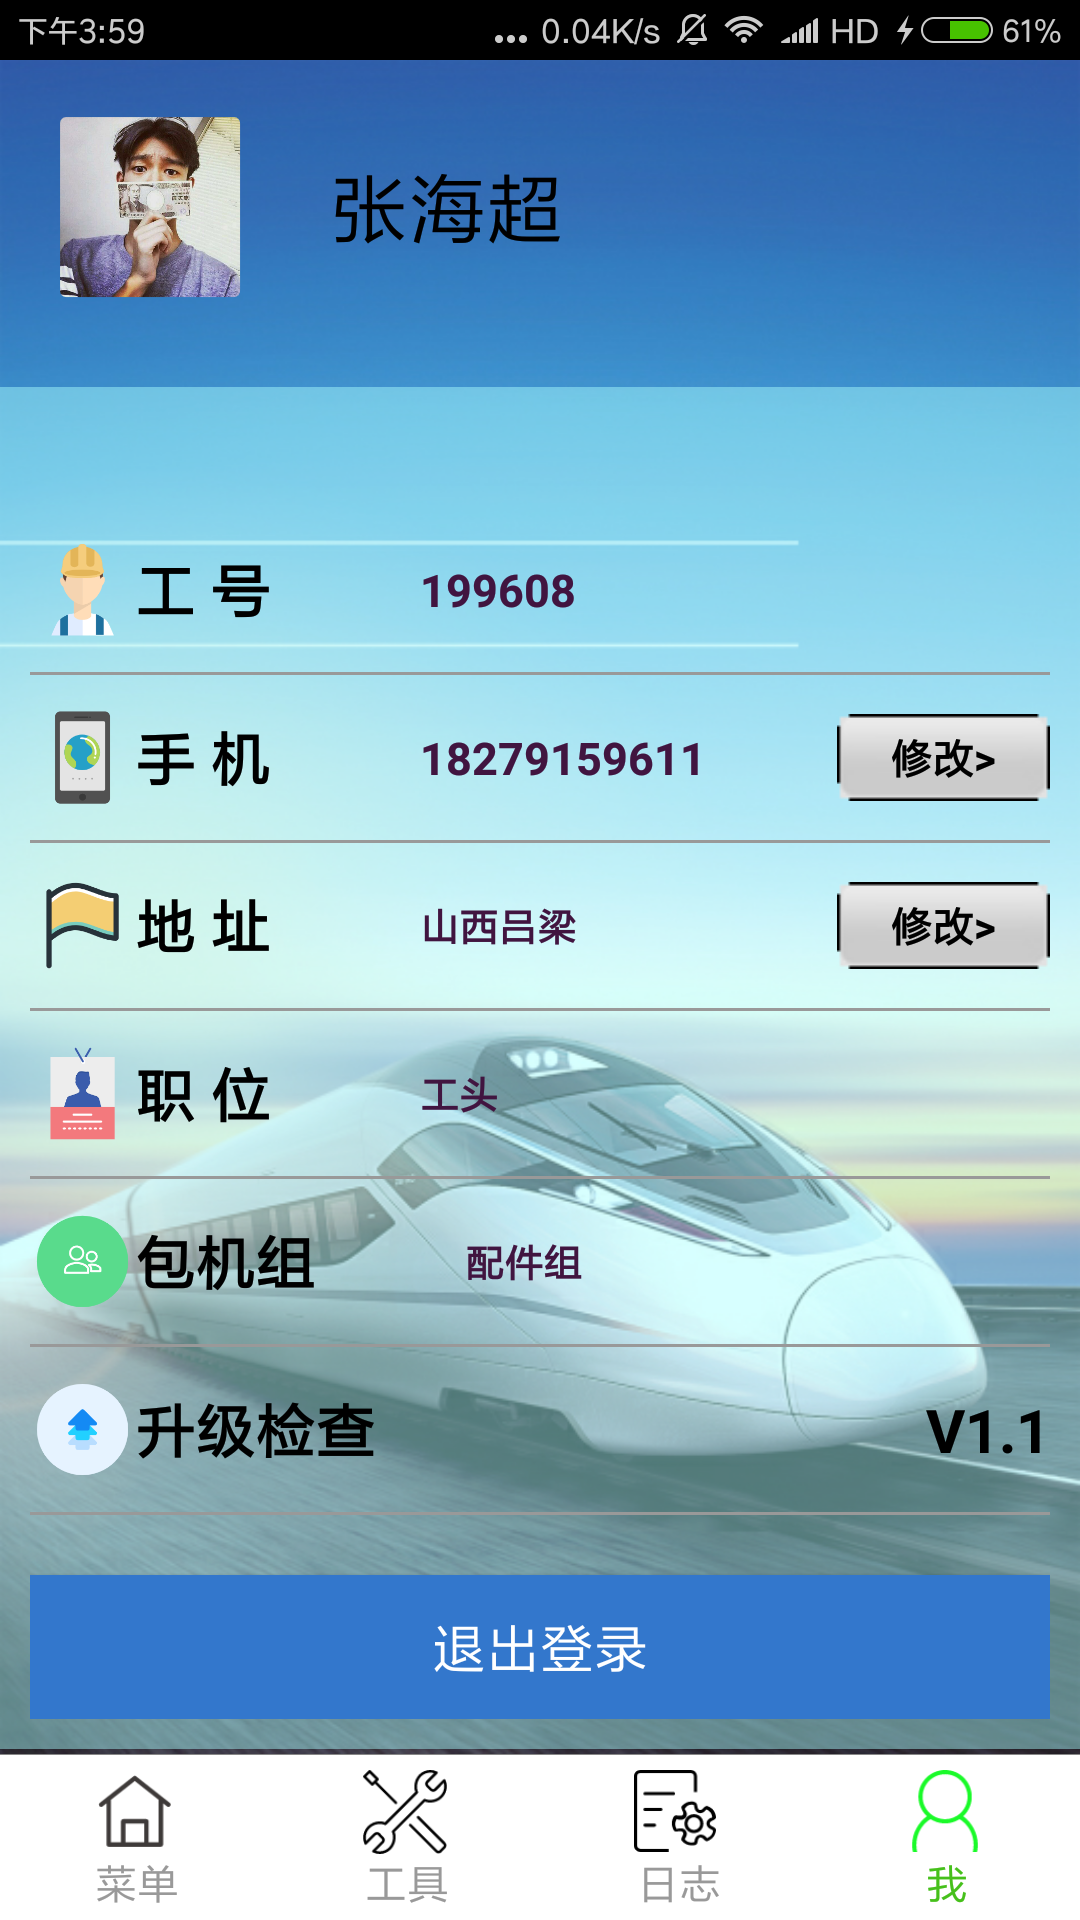 下午3:59 ... 0.04K/s HD 61%
张海超
工 号 199608
手 机 18279159611 修改>
地 址 山西吕梁 修改>
职 位 工头
包机组 配件组
升级检查 V1.1
退出登录
菜单 工具 日志 我